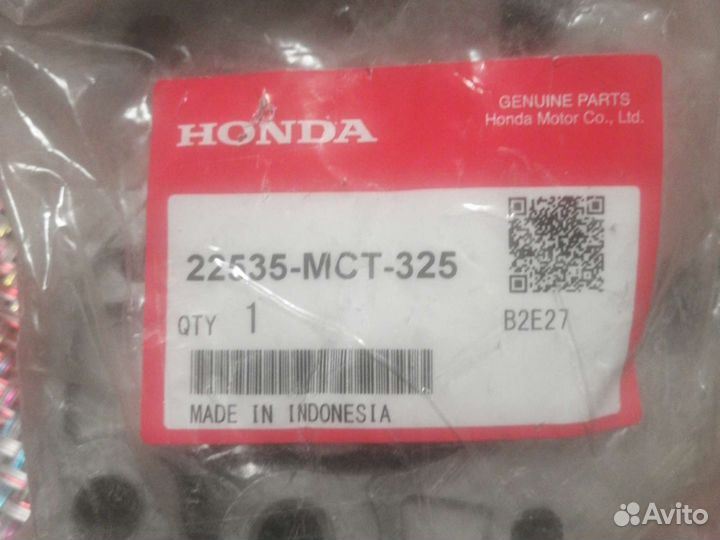 HONDA
GENUINE PARTS
Honda Motor Co., Ltd.
22535-MCT-325
QTY 1
B2E27
MADE IN INDONESIA
Avito